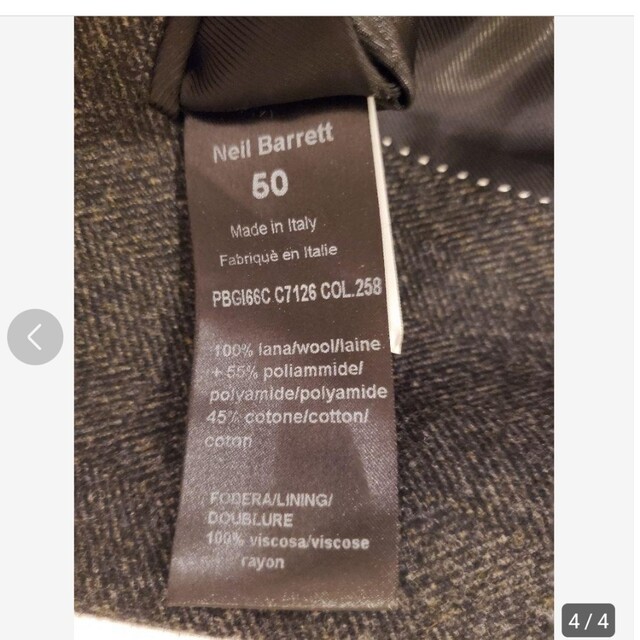 Neil Barrett
50
Made in Italy
Fabriquè en Italie
PBGI66C C7126 COL.258
100% lana/wool/laine
+ 55% poliammide/
polyamide/polyamide
45% cotone/cotton/
coton
FODERA/LINING/
DOUBLURE
100% viscosa/viscose
rayon
4 / 4